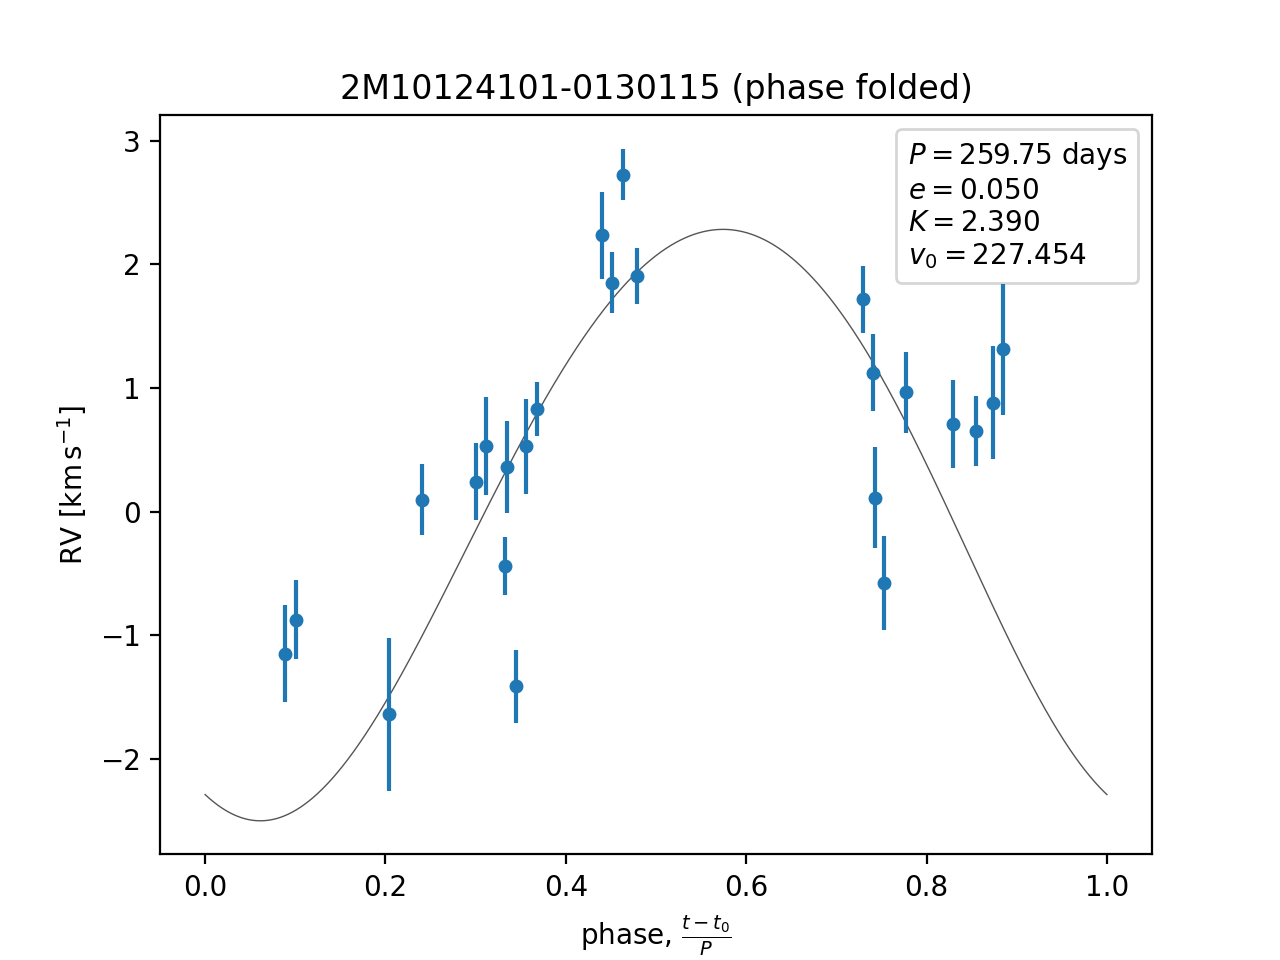 2M10124101-0130115 (phase folded)
P = 259.75 days
e = 0.050
K = 2.390
v₀ = 227.454
RV [km s⁻¹]
3
2
1
0
−1
−2
0.0 0.2 0.4 0.6 0.8 1.0
phase, (t − t₀)/P